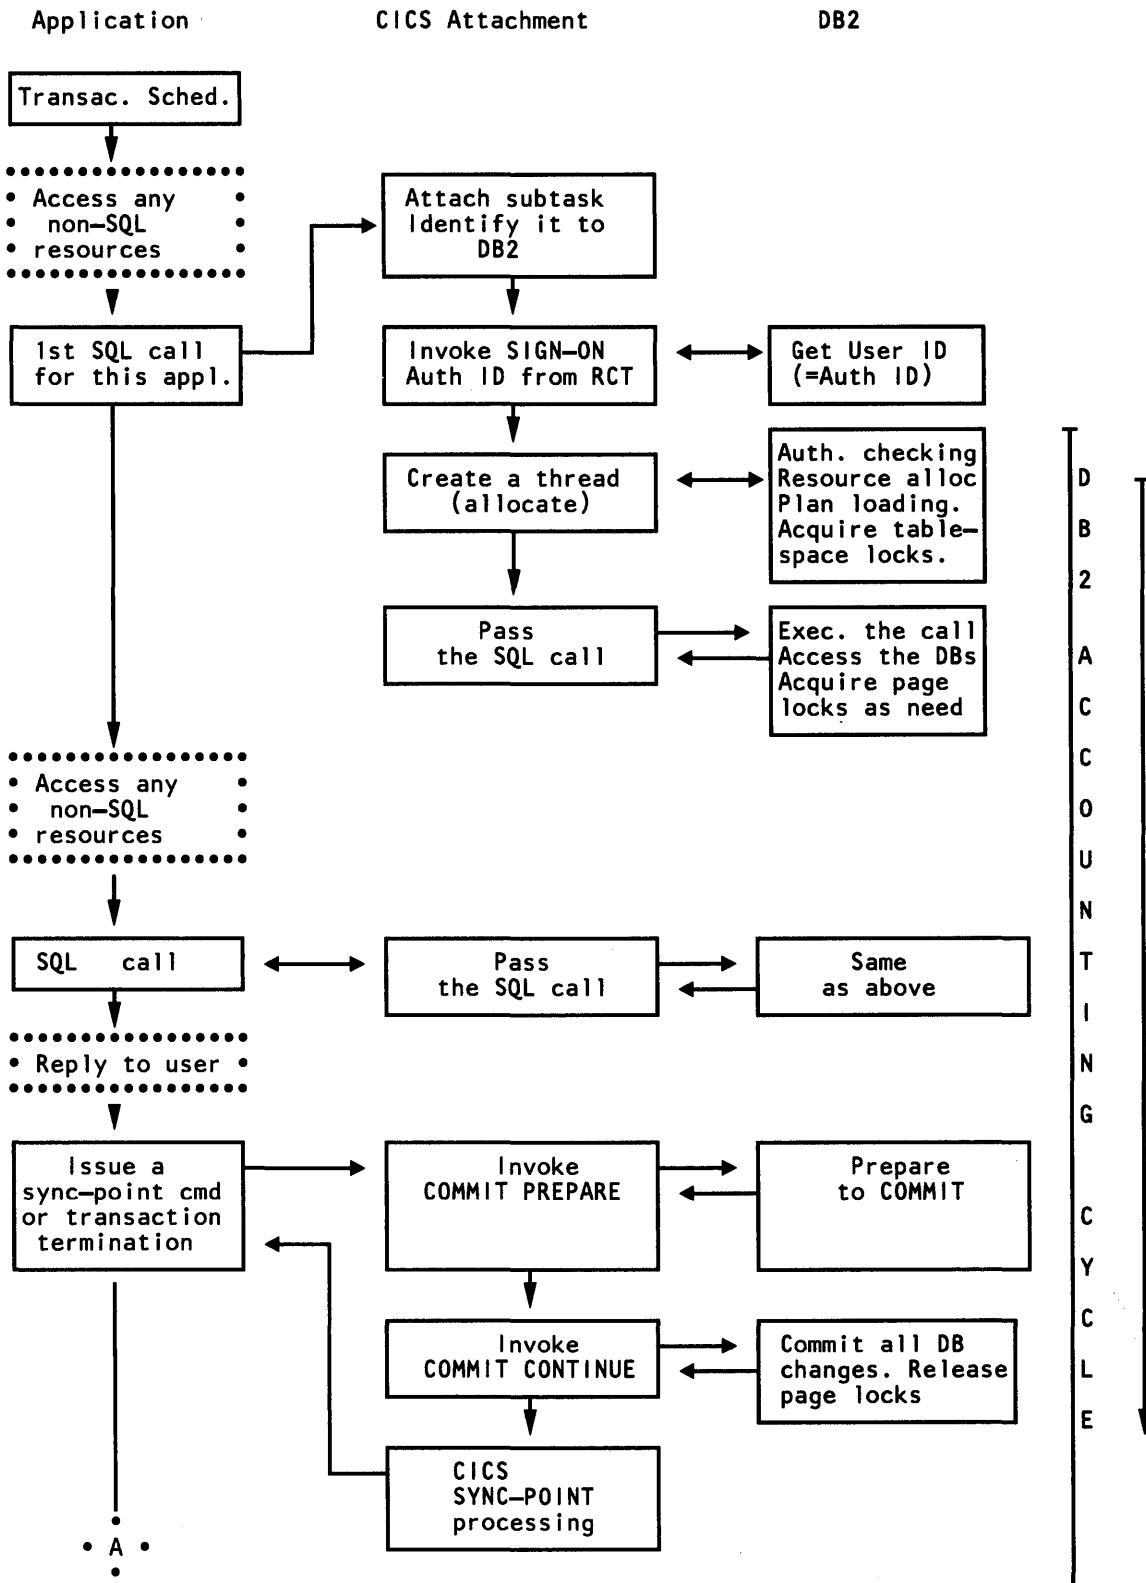 Application
CICS Attachment
DB2
Transac. Sched.
Access any
non-SQL
resources
Attach subtask
Identify it to
DB2
1st SQL call
for this appl.
Invoke SIGN-ON
Auth ID from RCT
Get User ID
(=Auth ID)
Create a thread
(allocate)
Auth. checking
Resource alloc
Plan loading.
Acquire table-
space locks.
Pass
the SQL call
Exec. the call
Access the DBs
Acquire page
locks as need
Access any
non-SQL
resources
SQL call
Pass
the SQL call
Same
as above
Reply to user
Issue a
sync-point cmd
or transaction
termination
Invoke
COMMIT PREPARE
Prepare
to COMMIT
Invoke
COMMIT CONTINUE
Commit all DB
changes. Release
page locks
CICS
SYNC-POINT
processing
A
DB2 ACCOUNTING CYCLE